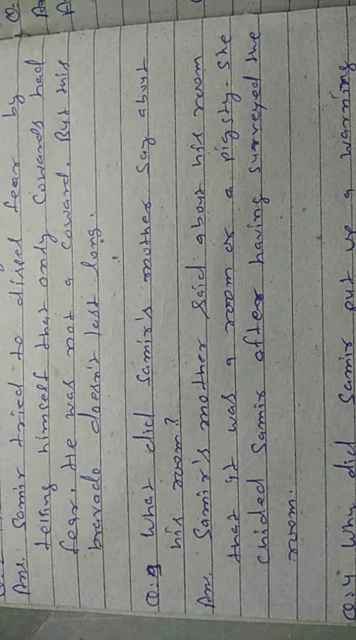 Ans. Samir tried to dispel fear by
telling himself that only cowards had
fear. He was not a coward. But his
bravado doesn't last long.
Q.3 What did Samir's mother say about
his room?
Ans. Samir's mother said about his room
that it was a room or a pigsty. She
chided Samir after having surveyed the
room.
Q:4 Why did Samir put up a warning